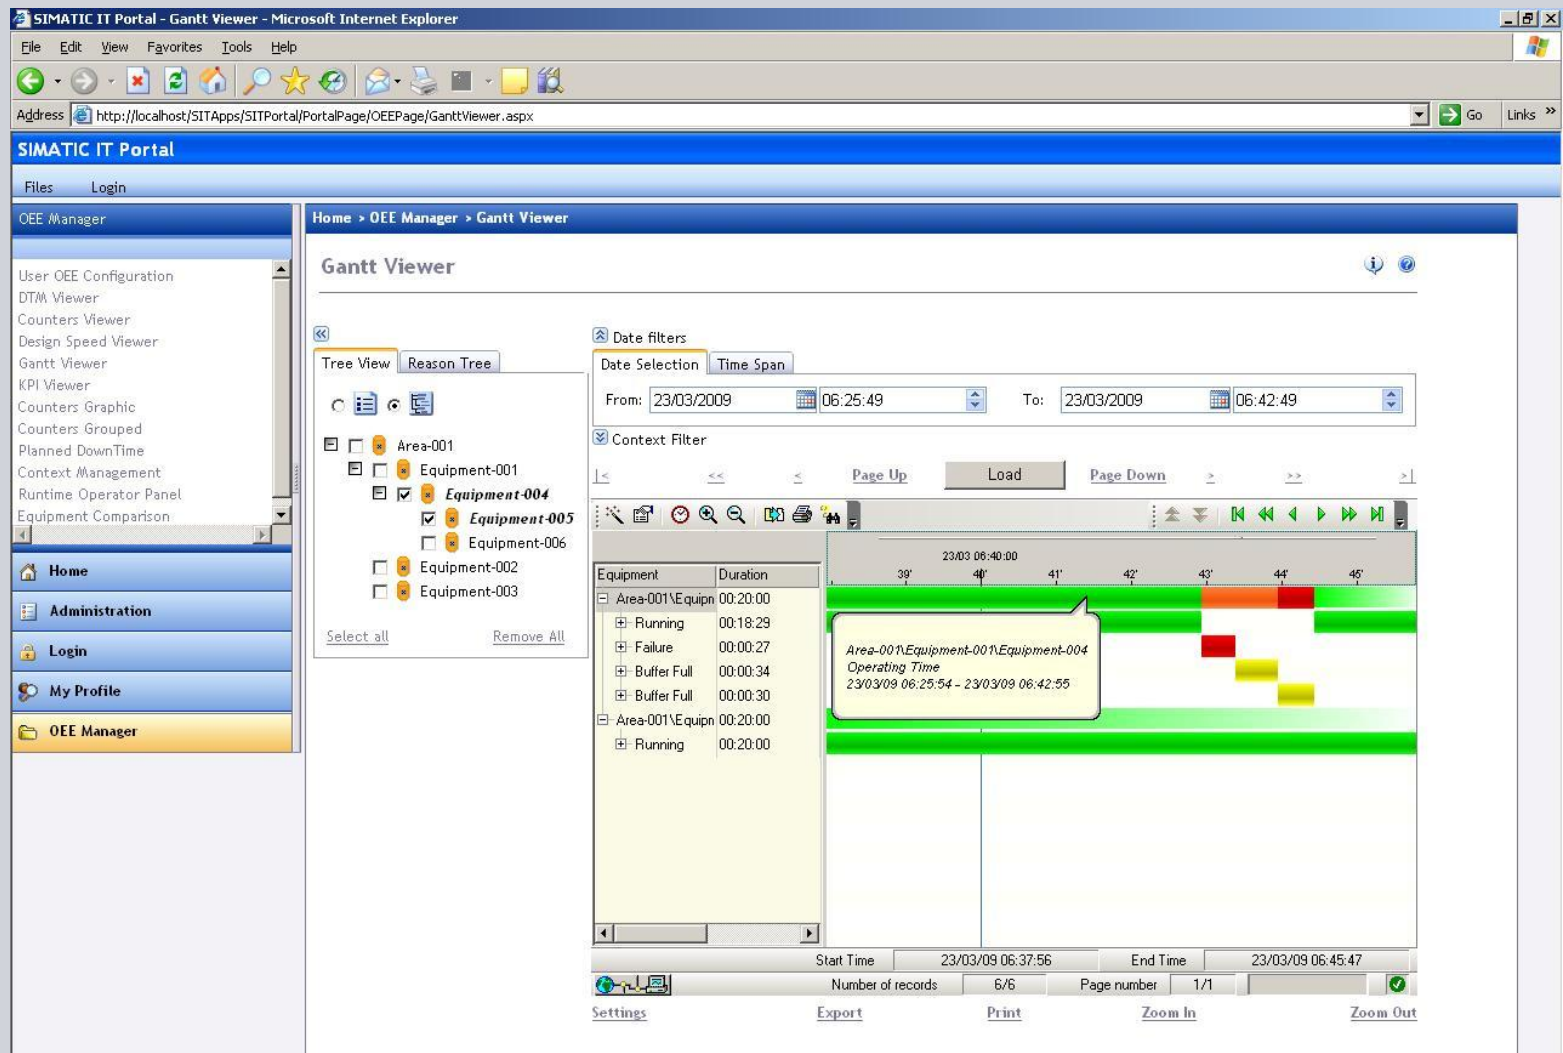 SIMATIC IT Portal - Gantt Viewer - Microsoft Internet Explorer
File Edit View Favorites Tools Help
Address http://localhost/SITApps/SITPortal/PortalPage/OEEPage/GanttViewer.aspx Go Links »
SIMATIC IT Portal
Files Login
OEE Manager
User OEE Configuration
DTM Viewer
Counters Viewer
Design Speed Viewer
Gantt Viewer
KPI Viewer
Counters Graphic
Counters Grouped
Planned DownTime
Context Management
Runtime Operator Panel
Equipment Comparison
Home
Administration
Login
My Profile
OEE Manager
Home > OEE Manager > Gantt Viewer
Gantt Viewer
Tree View Reason Tree
Area-001
Equipment-001
Equipment-004
Equipment-005
Equipment-006
Equipment-002
Equipment-003
Select all Remove All
Date filters
Date Selection Time Span
From: 23/03/2009 06:25:49 To: 23/03/2009 06:42:49
Context Filter
|< << < Page Up Load Page Down > >> >|
23/03 06:40:00
Equipment Duration 39' 40' 41' 42' 43' 44' 45'
Area-001\Equipn 00:20:00
Running 00:18:29
Failure 00:00:27
Buffer Full 00:00:34
Buffer Full 00:00:30
Area-001\Equipn 00:20:00
Running 00:20:00
Area-001\Equipment-001\Equipment-004
Operating Time
23/03/09 06:25:54 - 23/03/09 06:42:55
Start Time 23/03/09 06:37:56 End Time 23/03/09 06:45:47
Number of records 6/6 Page number 1/1
Settings Export Print Zoom In Zoom Out